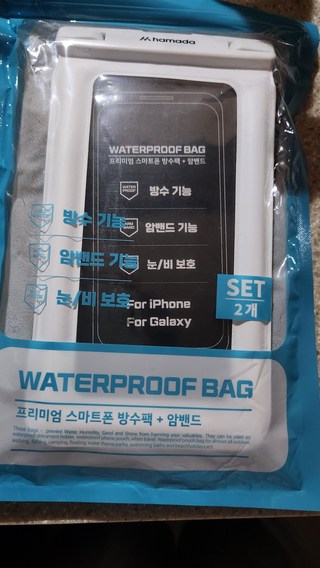 hamada
WATERPROOF BAG
프리미엄 스마트폰 방수팩 + 암밴드
WATER PROOF
방수 기능
암밴드 기능
눈/비 보호
방수 기능
암밴드 기능
눈/비 보호
For iPhone
For Galaxy
SET
2개
WATERPROOF BAG
프리미엄 스마트폰 방수팩 + 암밴드